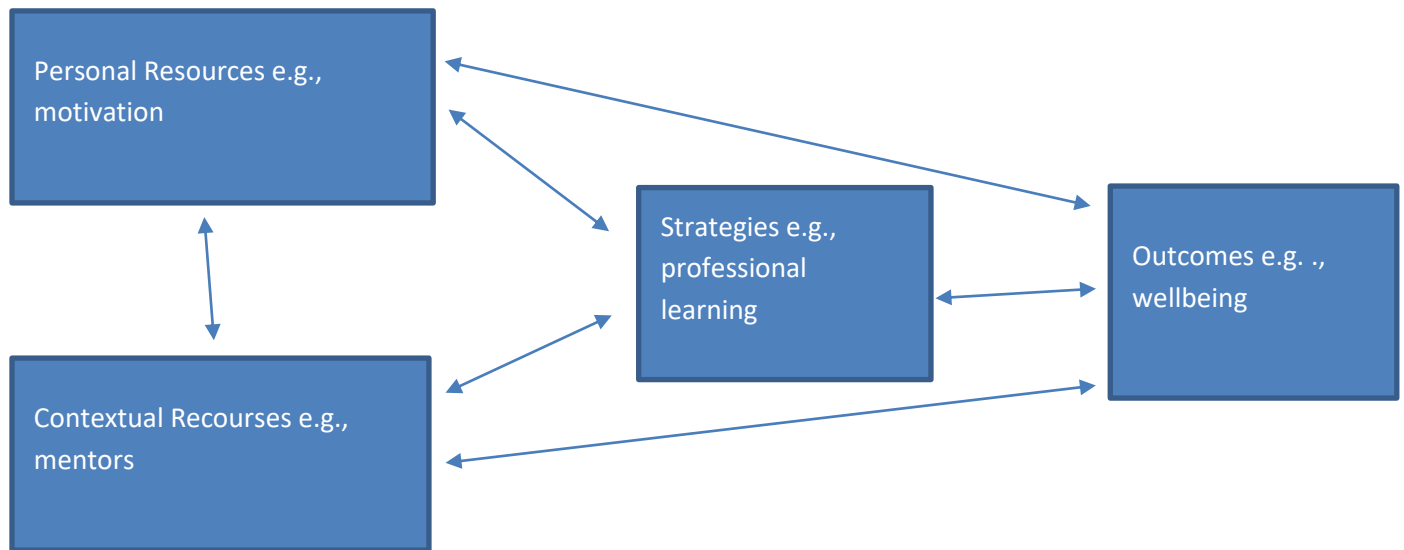 Personal Resources e.g.,
motivation
Strategies e.g.,
professional
learning
Outcomes e.g. .,
wellbeing
Contextual Recourses e.g.,
mentors